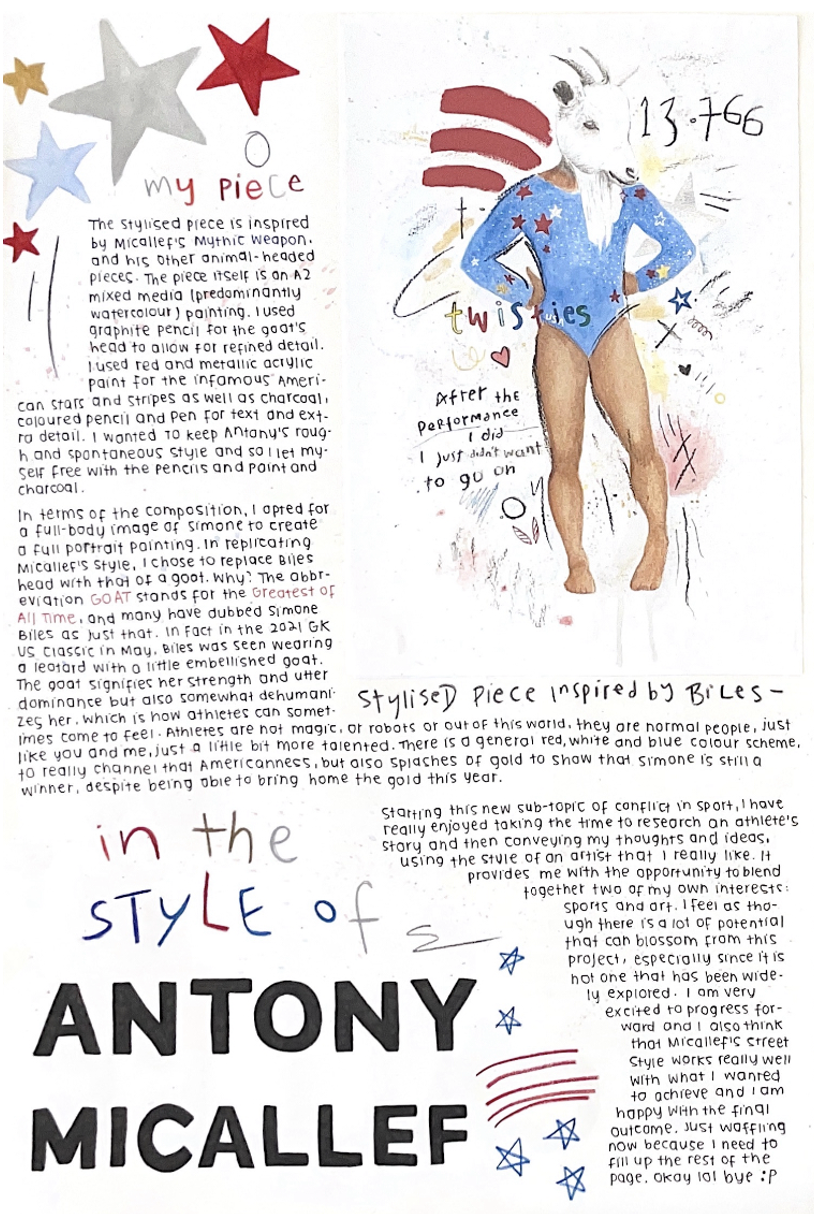 my piece
The stylised piece is inspired
by Micallef's Mythic Weapon,
and his other animal-headed
pieces. The piece itself is an A2
mixed media (predominantly
watercolour) painting. I used
graphite pencil for the goat's
head to allow for refined detail.
I used red and metallic acrylic
paint for the infamous Ameri-
can stars and stripes as well as charcoal,
coloured pencil and pen for text and ext-
ra detail. I wanted to keep Antony's roug-
h and spontaneous style and so I let my-
self free with the pencils and paint and
charcoal.
In terms of the composition, I opted for
a full-body image of Simone to create
a full portrait painting. In replicating
Micallef's style, I chose to replace Biles
head with that of a goat. Why? The abbr-
eviation GOAT stands for the Greatest of
All Time, and many have dubbed Simone
Biles as just that. In fact in the 2021 GK
US Classic in May, Biles was seen wearing
a leotard with a little embellished goat.
The goat signifies her strength and utter
dominance but also somewhat dehumani-
zes her, which is how athletes can somet-
imes come to feel. Athletes are not magic, or robots or out of this world, they are normal people, just
like you and me, just a little bit more talented. There is a general red, white and blue colour scheme,
to really channel that Americanness, but also splashes of gold to show that Simone is still a
winner, despite being able to bring home the gold this year.
13.766
twisties
After the
performance
I did
I just didn't want
to go on
Stylised piece inspired by Biles-
in the
STYLE of
ANTONY
MICALLEF
Starting this new sub-topic of conflict in sport, I have
really enjoyed taking the time to research an athlete's
story and then conveying my thoughts and ideas,
using the style of an artist that I really like. It
provides me with the opportunity to blend
together two of my own interests:
sports and art. I feel as tho-
ugh there is a lot of potential
that can blossom from this
project, especially since it is
not one that has been wide-
ly explored. I am very
excited to progress for-
ward and I also think
that Micallef's street
style works really well
with what I wanted
to achieve and I am
happy with the final
outcome. Just waffling
now because I need to
fill up the rest of the
page. okay lol bye :P